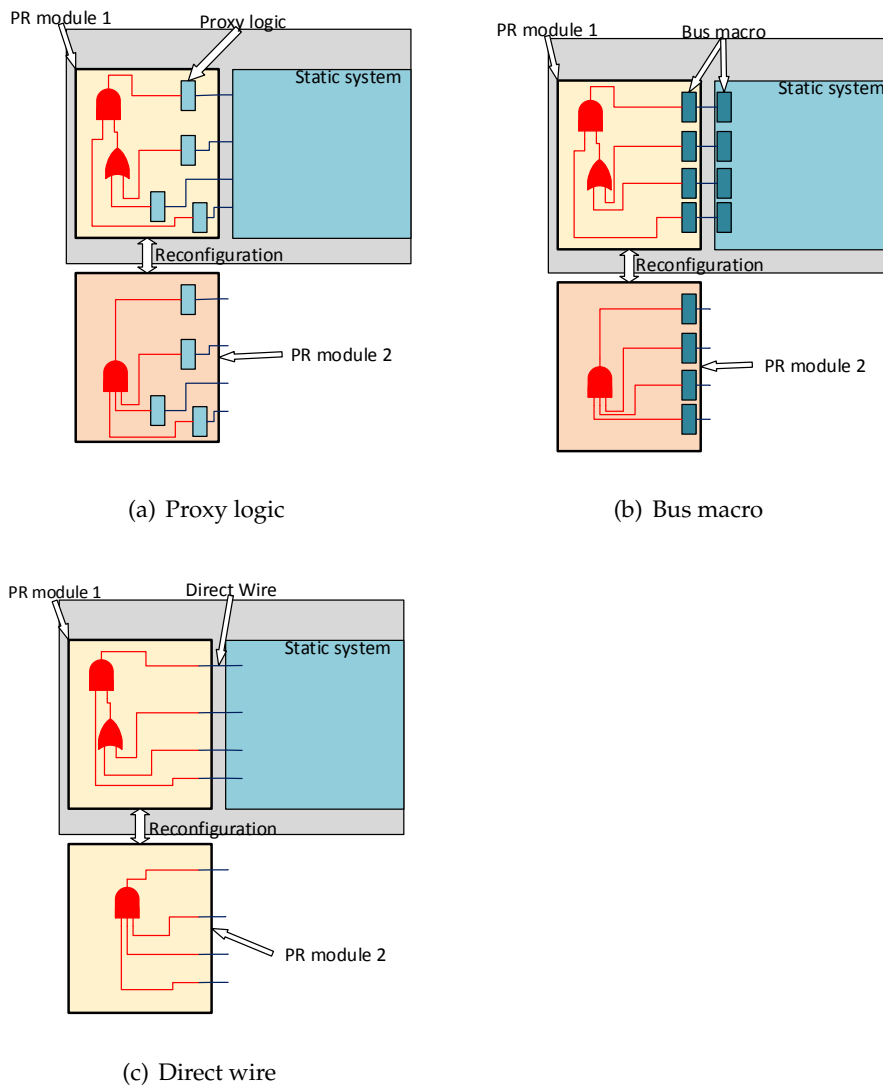 PR module 1
Proxy logic
Static system
Reconfiguration
PR module 2
(a) Proxy logic
PR module 1
Bus macro
Static system
Reconfiguration
PR module 2
(b) Bus macro
PR module 1
Direct Wire
Static system
Reconfiguration
PR module 2
(c) Direct wire